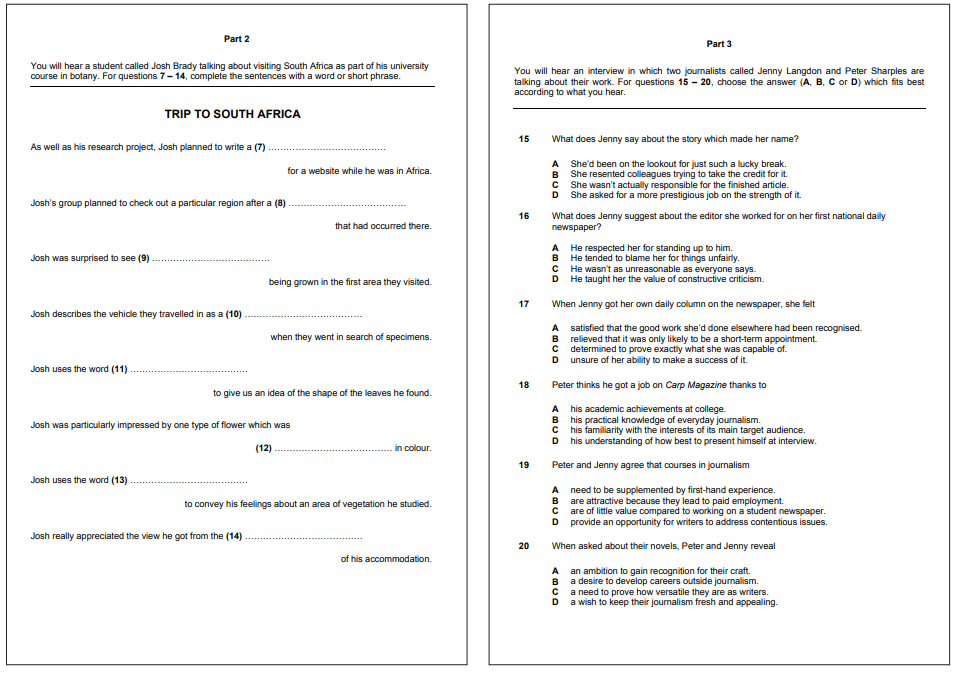 Part 2
You will hear a student called Josh Brady talking about visiting South Africa as part of his university
course in botany. For questions 7 – 14, complete the sentences with a word or short phrase.
TRIP TO SOUTH AFRICA
As well as his research project, Josh planned to write a (7) .......................................
for a website while he was in Africa.
Josh's group planned to check out a particular region after a (8) .......................................
that had occurred there.
Josh was surprised to see (9) .......................................
being grown in the first area they visited.
Josh describes the vehicle they travelled in as a (10) .......................................
when they went in search of specimens.
Josh uses the word (11) .......................................
to give us an idea of the shape of the leaves he found.
Josh was particularly impressed by one type of flower which was
(12) ....................................... in colour.
Josh uses the word (13) .......................................
to convey his feelings about an area of vegetation he studied.
Josh really appreciated the view he got from the (14) .......................................
of his accommodation.
Part 3
You will hear an interview in which two journalists called Jenny Langdon and Peter Sharples are
talking about their work. For questions 15 – 20, choose the answer (A, B, C or D) which fits best
according to what you hear.
15 What does Jenny say about the story which made her name?
A She'd been on the lookout for just such a lucky break.
B She resented colleagues trying to take the credit for it.
C She wasn't actually responsible for the finished article.
D She asked for a more prestigious job on the strength of it.
16 What does Jenny suggest about the editor she worked for on her first national daily
newspaper?
A He respected her for standing up to him.
B He tended to blame her for things unfairly.
C He wasn't as unreasonable as everyone says.
D He taught her the value of constructive criticism.
17 When Jenny got her own daily column on the newspaper, she felt
A satisfied that the good work she'd done elsewhere had been recognised.
B relieved that it was only likely to be a short-term appointment.
C determined to prove exactly what she was capable of.
D unsure of her ability to make a success of it.
18 Peter thinks he got a job on Carp Magazine thanks to
A his academic achievements at college.
B his practical knowledge of everyday journalism.
C his familiarity with the interests of its main target audience.
D his understanding of how best to present himself at interview.
19 Peter and Jenny agree that courses in journalism
A need to be supplemented by first-hand experience.
B are attractive because they lead to paid employment.
C are of little value compared to working on a student newspaper.
D provide an opportunity for writers to address contentious issues.
20 When asked about their novels, Peter and Jenny reveal
A an ambition to gain recognition for their craft.
B a desire to develop careers outside journalism.
C a need to prove how versatile they are as writers.
D a wish to keep their journalism fresh and appealing.